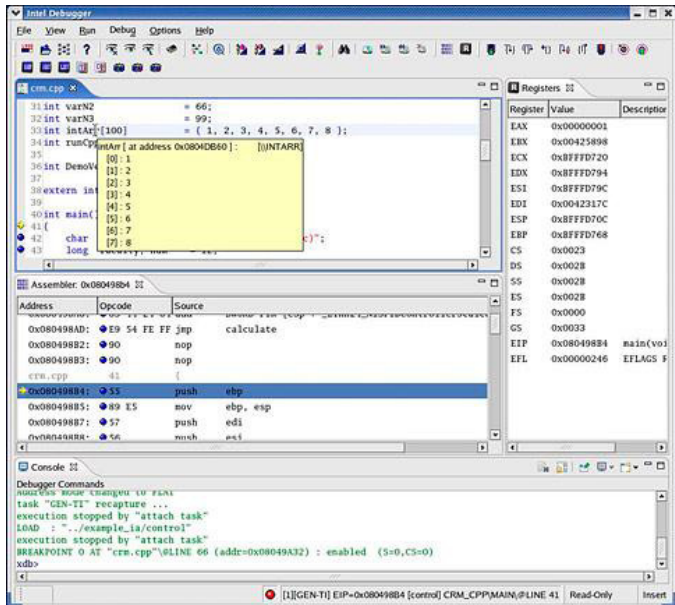 Intel Debugger
File View Run Debug Options Help
crm.cpp
Registers
31 int varN2 = 66;
32 int varN3 = 99;
33 int intArr[100] = { 1, 2, 3, 4, 5, 6, 7, 8 };
34 int runCpp
35
36 int DemoVe
37
38 extern int
39
40 int main(
41 {
42 char c)";
43 long
intArr [ at address 0x0804DB60 ] : [\\INTARR]
[0] : 1
[1] : 2
[2] : 3
[3] : 4
[4] : 5
[5] : 6
[6] : 7
[7] : 8
Register Value Description
EAX 0x00000001
EBX 0x00425898
ECX 0xBFFFD720
EDX 0xBFFFD794
ESI 0xBFFFD79C
EDI 0x0042317C
ESP 0xBFFFD70C
EBP 0xBFFFD768
CS 0x0023
DS 0x002B
SS 0x002B
ES 0x002B
FS 0x0000
GS 0x0033
EIP 0x080498B4 main(voi
EFL 0x00000246 EFLAGS R
Assembler: 0x080498b4
Address Opcode Source
0x080498AD: E9 54 FE FF jmp calculate
0x080498B2: 90 nop
0x080498B3: 90 nop
crm.cpp 41 {
0x080498B4: 55 push ebp
0x080498B5: 89 E5 mov ebp, esp
0x080498B7: 57 push edi
0x080498B8: 56 push esi
Console
Debugger Commands
Address mode changed to FLAT
task "GEN-TI" recapture ...
execution stopped by "attach task"
LOAD : "../example_ia/control"
execution stopped by "attach task"
BREAKPOINT 0 AT "crm.cpp"\@LINE 66 (addr=0x08049A32) : enabled (S=0,CS=0)
xdb>
[1][GEN-TI] EIP=0x080498B4 [control] CRM_CPP\MAIN\@LINE 41 Read-Only Insert